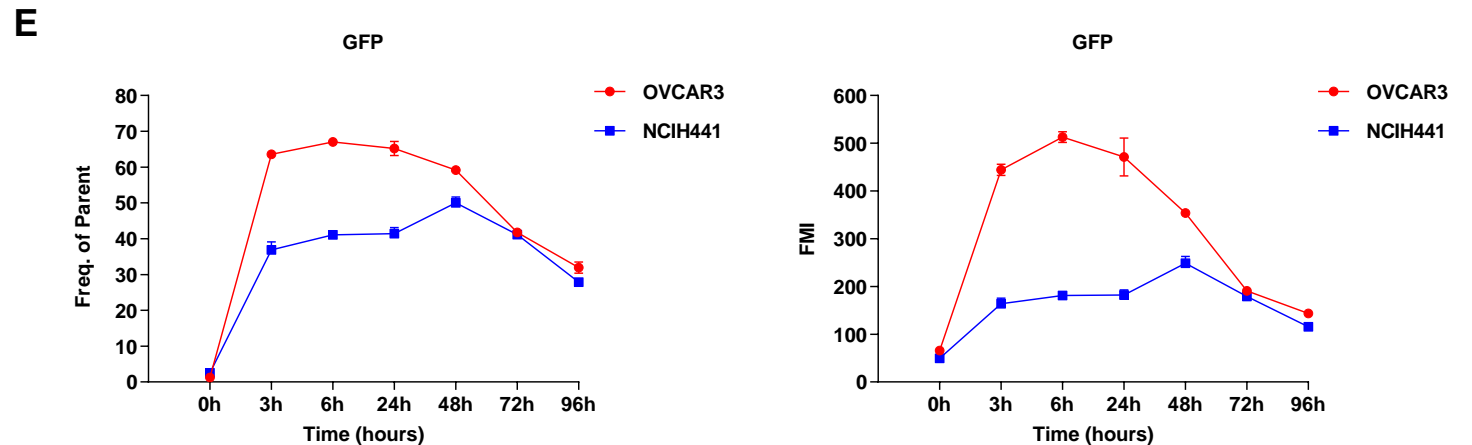 E
GFP
OVCAR3
NCIH441
Freq. of Parent
80
70
60
50
40
30
20
10
0
0h 3h 6h 24h 48h 72h 96h
Time (hours)
GFP
OVCAR3
NCIH441
FMI
600
500
400
300
200
100
0
0h 3h 6h 24h 48h 72h 96h
Time (hours)